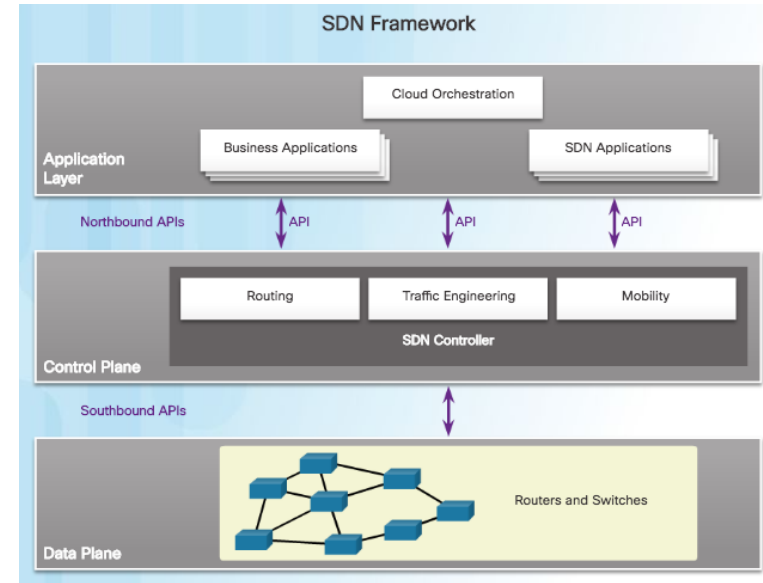 SDN Framework
Cloud Orchestration
Business Applications
SDN Applications
Application
Layer
Northbound APIs
API
API
API
Routing
Traffic Engineering
Mobility
SDN Controller
Control Plane
Southbound APIs
Routers and Switches
Data Plane